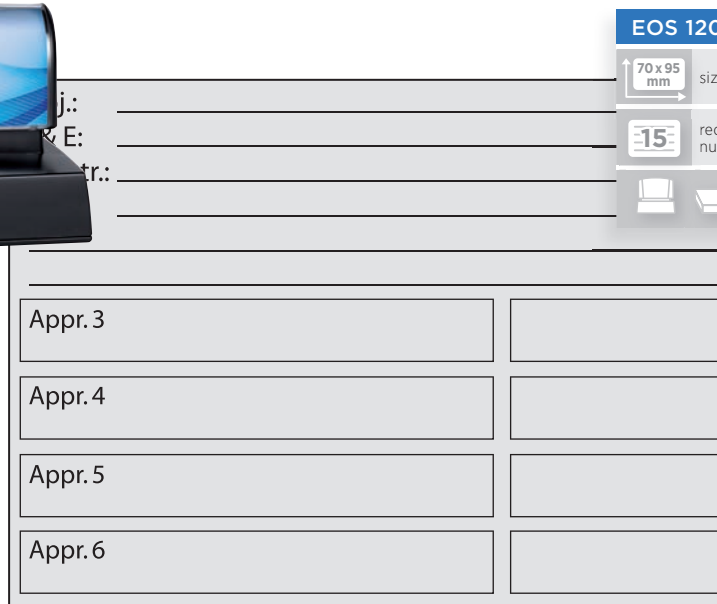 EOS 120
70 x 95
mm
siz
15
rec
nu
j.:
& E:
tr.:
Appr. 3
Appr. 4
Appr. 5
Appr. 6